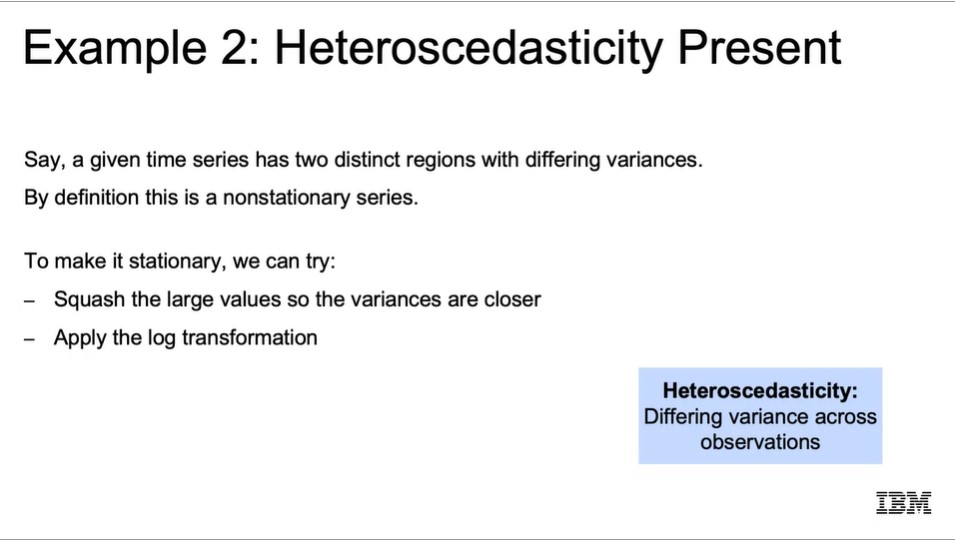 Example 2: Heteroscedasticity Present
Say, a given time series has two distinct regions with differing variances.
By definition this is a nonstationary series.
To make it stationary, we can try:
– Squash the large values so the variances are closer
– Apply the log transformation
Heteroscedasticity:
Differing variance across
observations
IBM